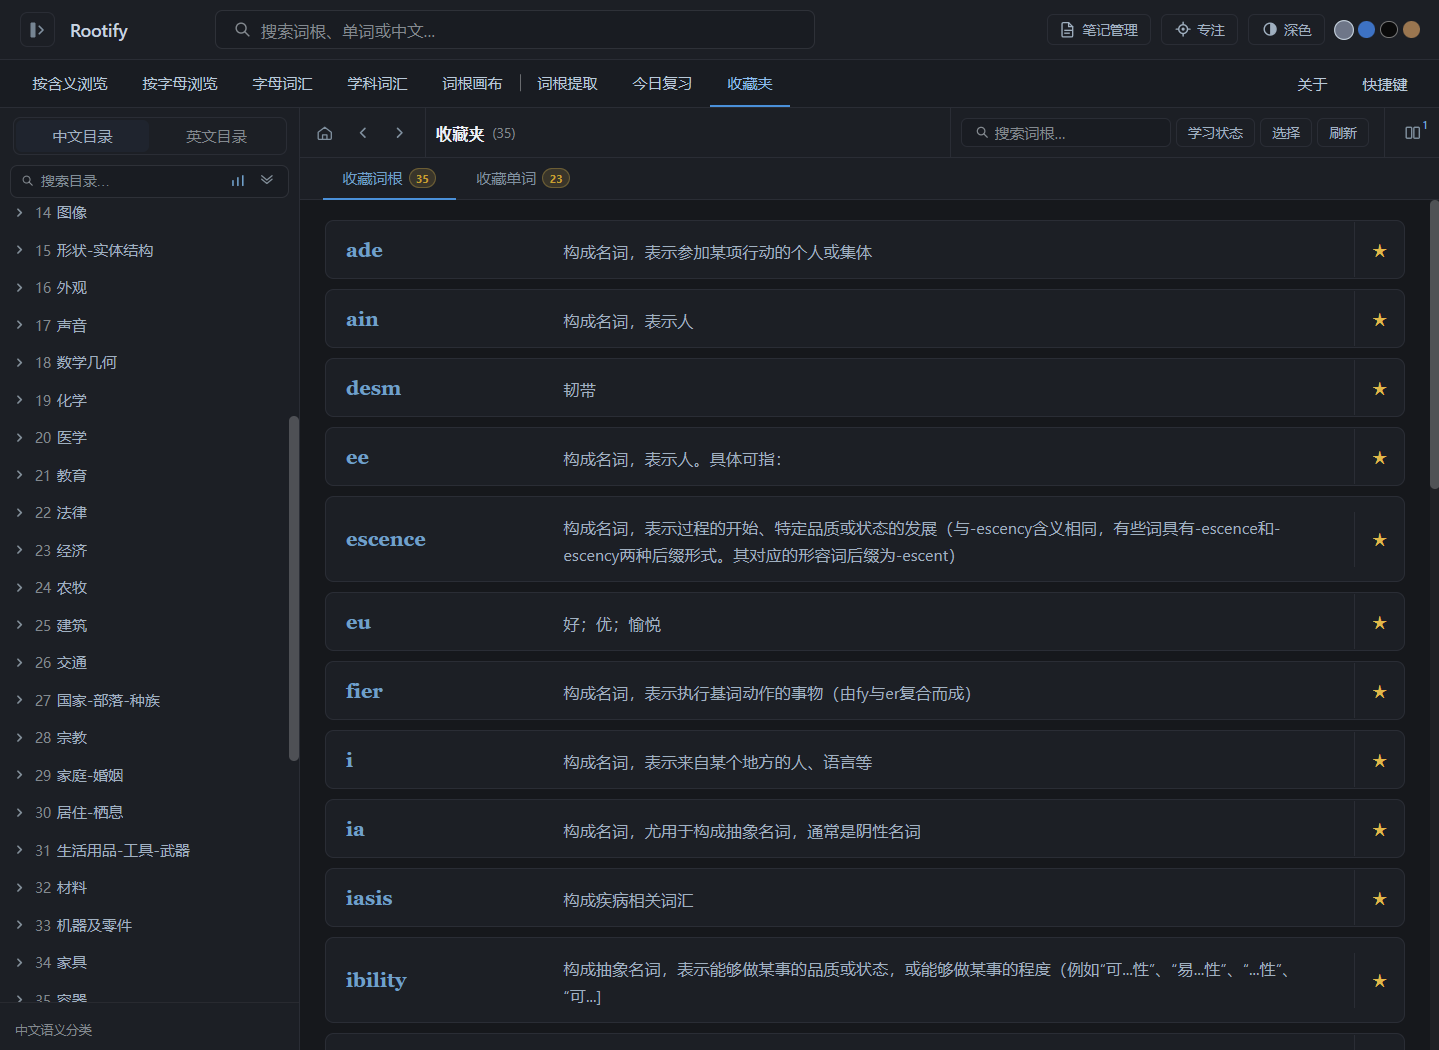 Rootify
搜索词根、单词或中文...
笔记管理
专注
深色
按含义浏览
按字母浏览
字母词汇
学科词汇
词根画布
词根提取
今日复习
收藏夹
关于
快捷键
中文目录
英文目录
搜索目录...
14 图像
15 形状-实体结构
16 外观
17 声音
18 数学几何
19 化学
20 医学
21 教育
22 法律
23 经济
24 农牧
25 建筑
26 交通
27 国家-部落-种族
28 宗教
29 家庭-婚姻
30 居住-栖息
31 生活用品-工具-武器
32 材料
33 机器及零件
34 家具
35 容器
中文语义分类
收藏夹 (35)
搜索词根...
学习状态
选择
刷新
1
收藏词根 35
收藏单词 23
ade
构成名词，表示参加某项行动的个人或集体
ain
构成名词，表示人
desm
韧带
ee
构成名词，表示人。具体可指：
escence
构成名词，表示过程的开始、特定品质或状态的发展（与-escency含义相同，有些词具有-escence和-
escency两种后缀形式。其对应的形容词后缀为-escent）
eu
好；优；愉悦
fier
构成名词，表示执行基词动作的事物（由fy与er复合而成）
i
构成名词，表示来自某个地方的人、语言等
ia
构成名词，尤用于构成抽象名词，通常是阴性名词
iasis
构成疾病相关词汇
ibility
构成抽象名词，表示能够做某事的品质或状态，或能够做某事的程度（例如“可...性”、“易...性”、“...性”、
“可...]